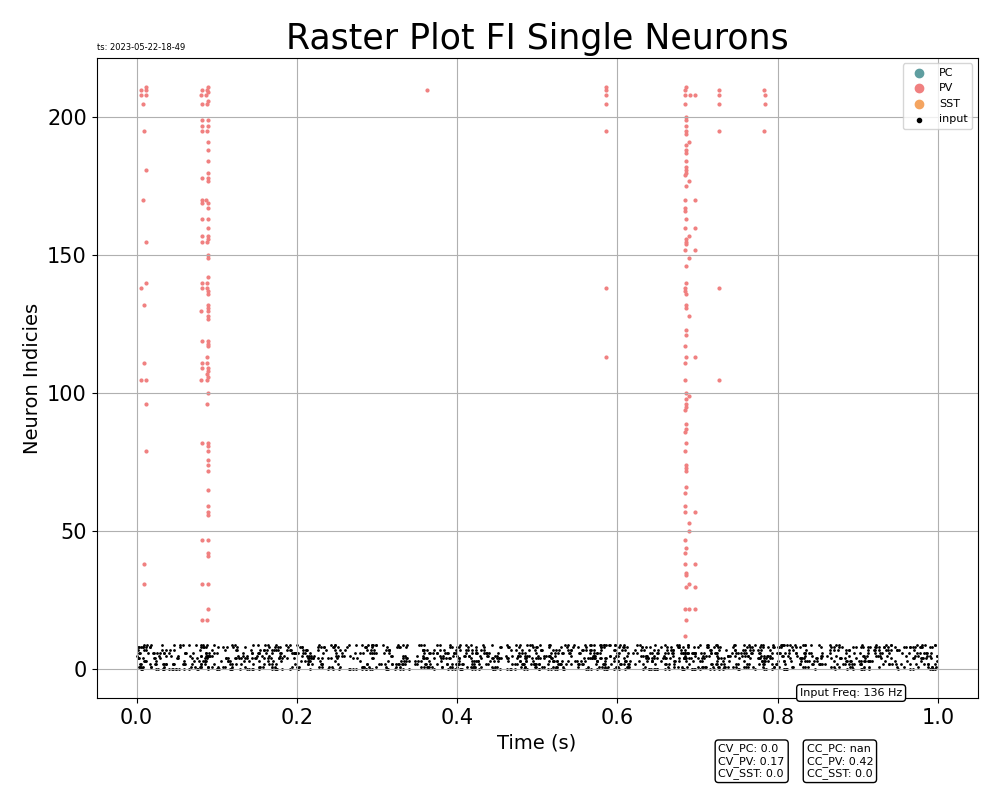 Raster Plot FI Single Neurons
ts: 2023-05-22-18-49
PC
PV
SST
input
200
150
100
50
0
Neuron Indicies
0.0 0.2 0.4 0.6 0.8 1.0
Time (s)
Input Freq: 136 Hz
CV_PC: 0.0
CV_PV: 0.17
CV_SST: 0.0
CC_PC: nan
CC_PV: 0.42
CC_SST: 0.0